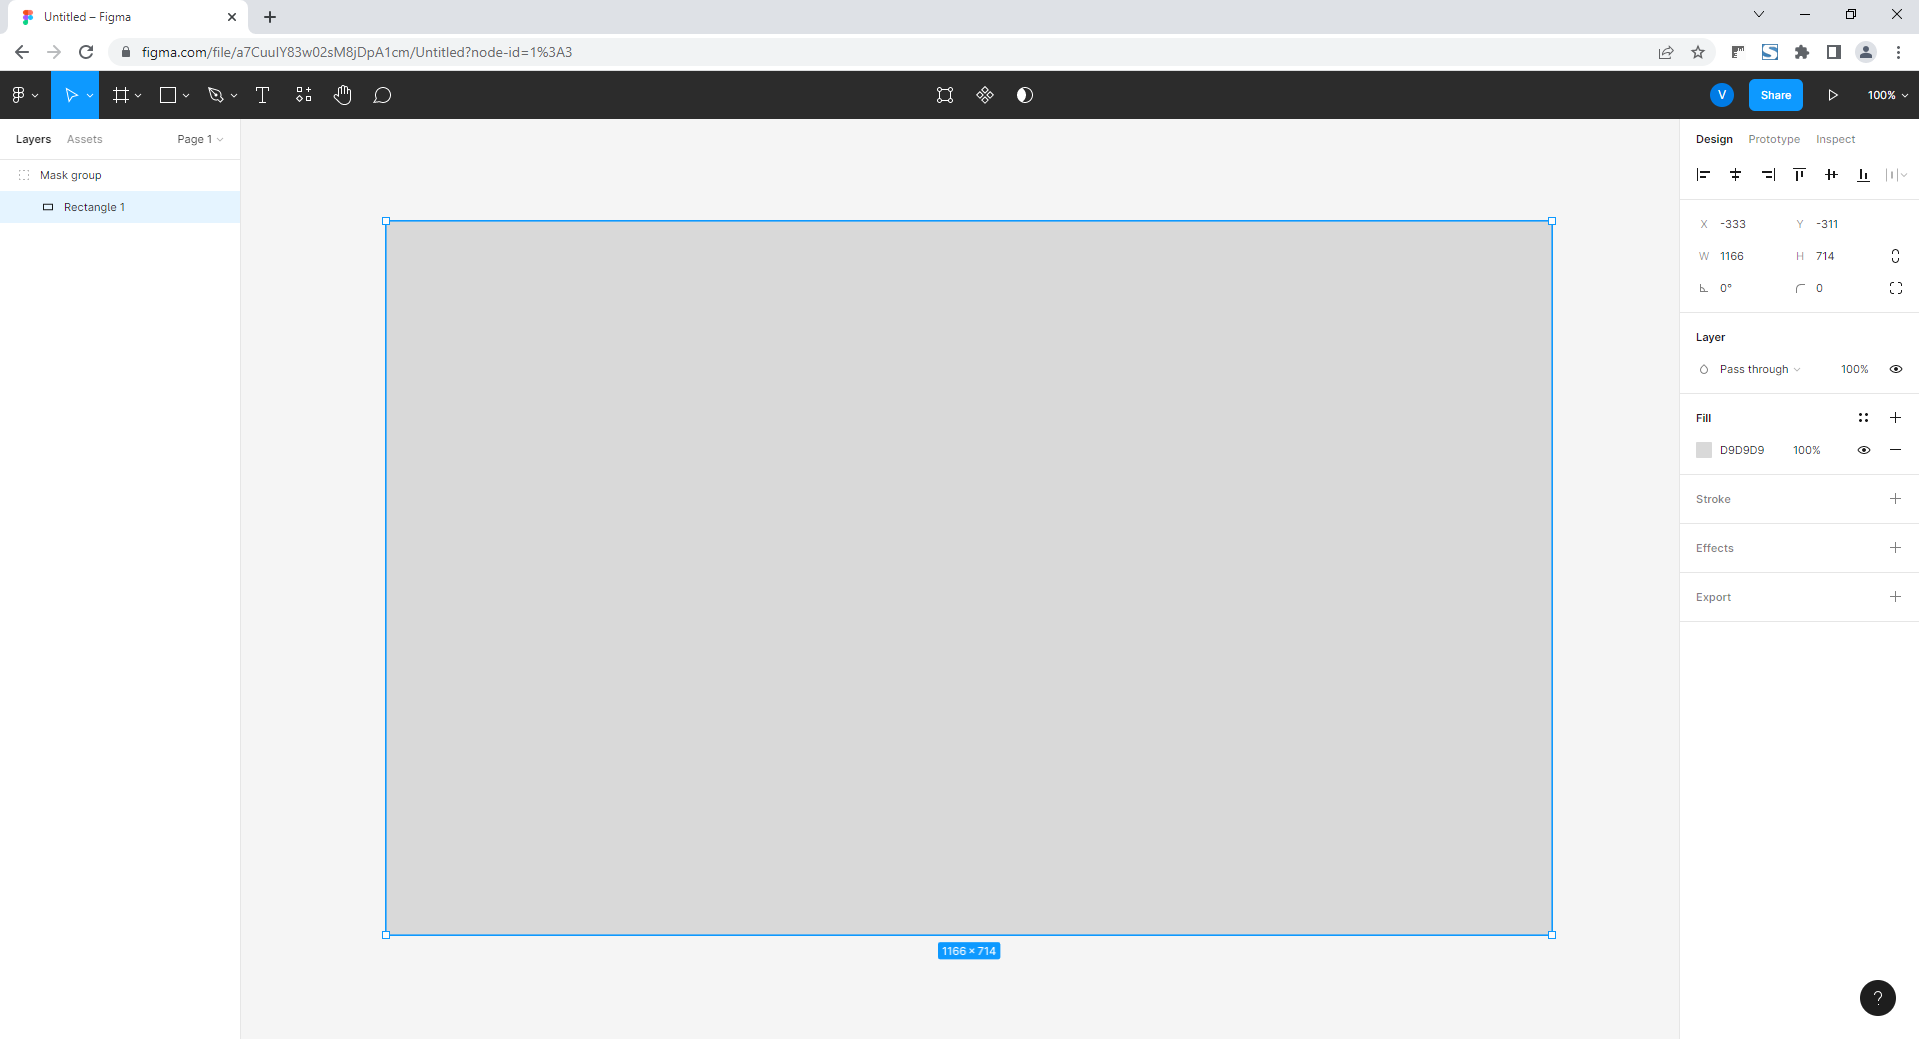 Untitled – Figma
figma.com/file/a7CuuIY83w02sM8jDpA1cm/Untitled?node-id=1%3A3
V Share 100%
Layers Assets Page 1
Design Prototype Inspect
Mask group
Rectangle 1
X -333 Y -311
W 1166 H 714
0° 0
Layer
Pass through 100%
Fill
D9D9D9 100%
Stroke
Effects
Export
1166 × 714
?